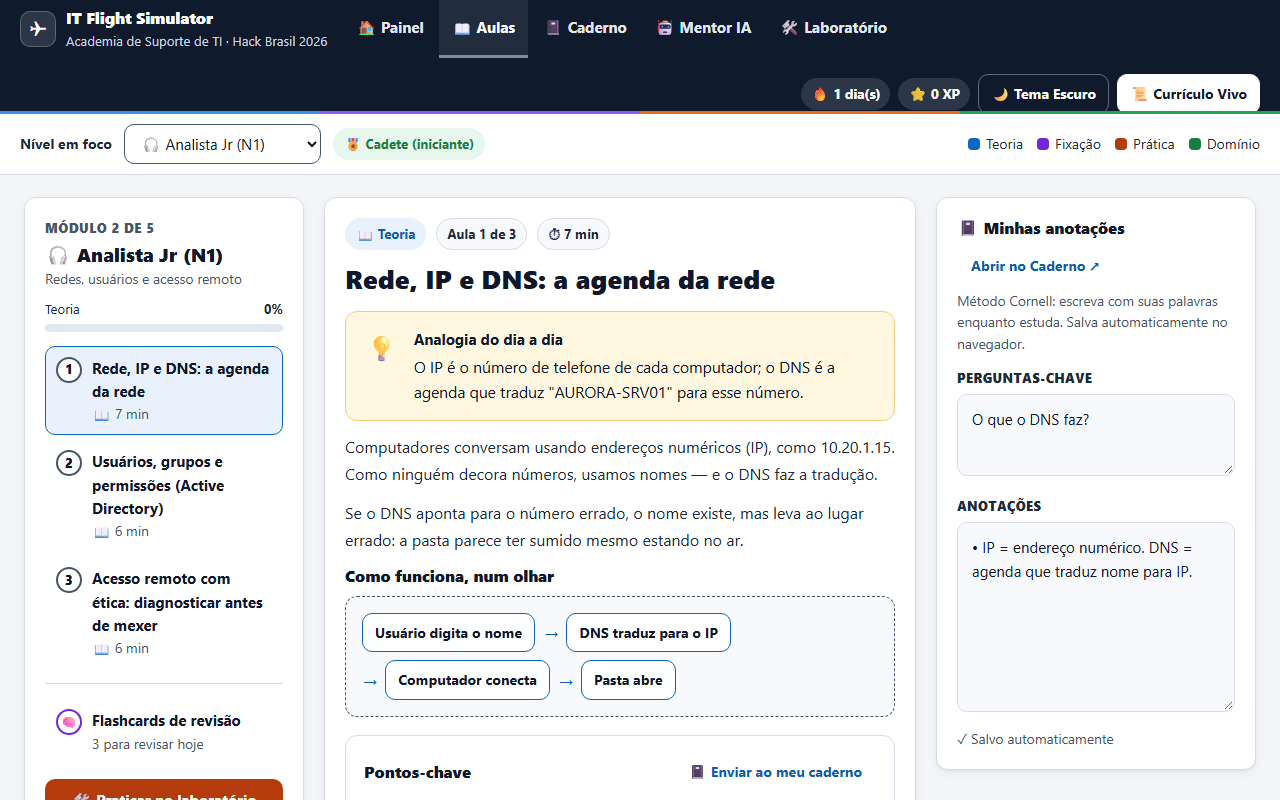 IT Flight Simulator
Academia de Suporte de TI · Hack Brasil 2026
Painel
Aulas
Caderno
Mentor IA
Laboratório
1 dia(s)
0 XP
Tema Escuro
Currículo Vivo
Nível em foco
Analista Jr (N1)
Cadete (iniciante)
Teoria
Fixação
Prática
Domínio
MÓDULO 2 DE 5
Analista Jr (N1)
Redes, usuários e acesso remoto
Teoria 0%
1 Rede, IP e DNS: a agenda
da rede
7 min
2 Usuários, grupos e
permissões (Active
Directory)
6 min
3 Acesso remoto com
ética: diagnosticar antes
de mexer
6 min
Flashcards de revisão
3 para revisar hoje
Praticar no laboratório
Teoria
Aula 1 de 3
7 min
Rede, IP e DNS: a agenda da rede
Analogia do dia a dia
O IP é o número de telefone de cada computador; o DNS é a
agenda que traduz "AURORA-SRV01" para esse número.
Computadores conversam usando endereços numéricos (IP), como 10.20.1.15.
Como ninguém decora números, usamos nomes — e o DNS faz a tradução.
Se o DNS aponta para o número errado, o nome existe, mas leva ao lugar
errado: a pasta parece ter sumido mesmo estando no ar.
Como funciona, num olhar
Usuário digita o nome → DNS traduz para o IP
→ Computador conecta → Pasta abre
Pontos-chave
Enviar ao meu caderno
Minhas anotações
Abrir no Caderno ↗
Método Cornell: escreva com suas palavras
enquanto estuda. Salva automaticamente no
navegador.
PERGUNTAS-CHAVE
O que o DNS faz?
ANOTAÇÕES
• IP = endereço numérico. DNS =
agenda que traduz nome para IP.
✓ Salvo automaticamente